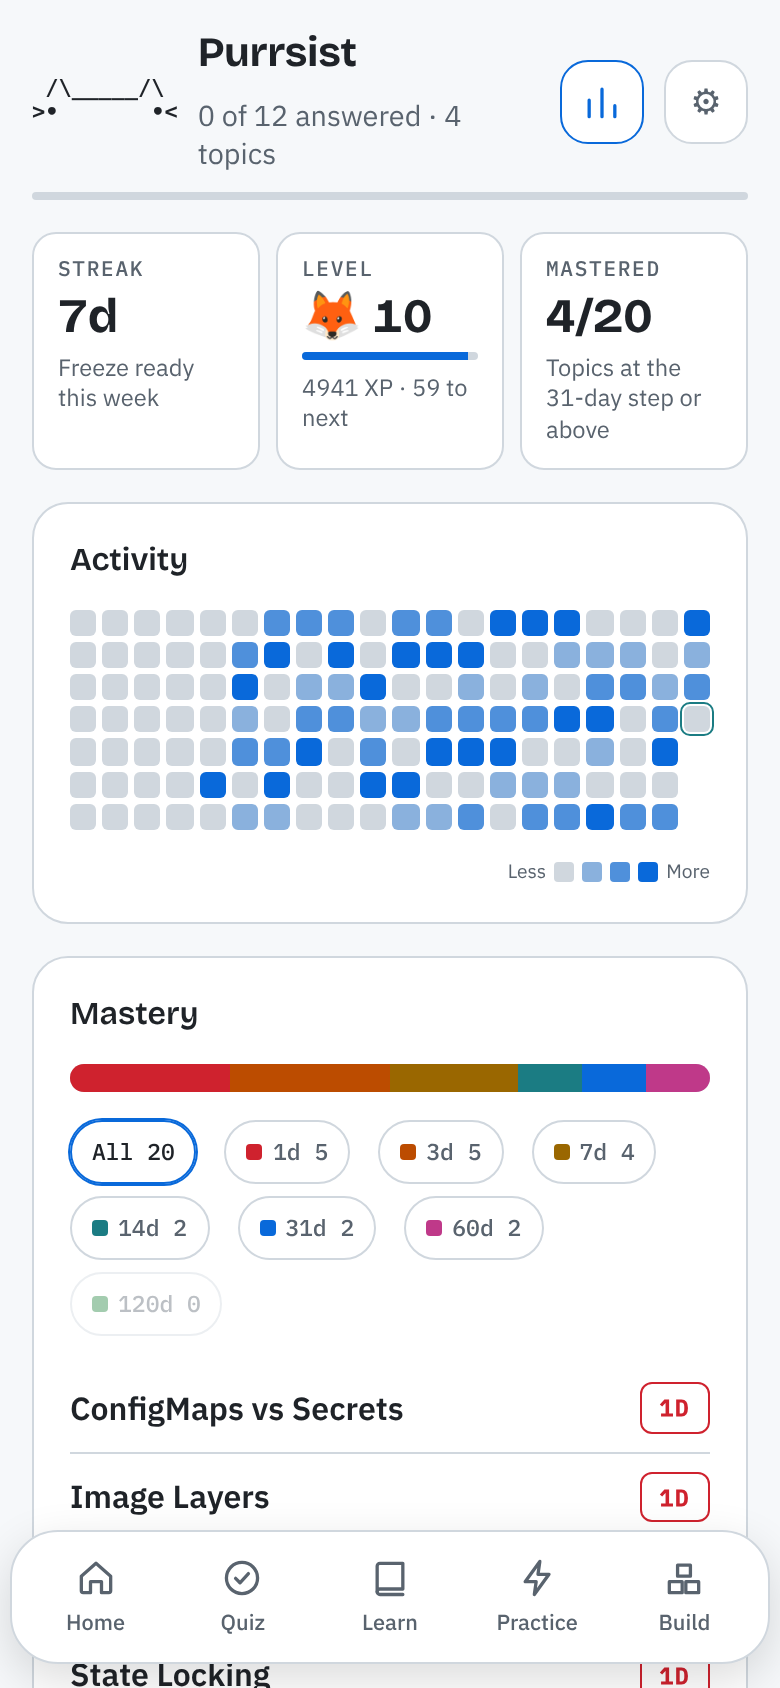 /\_____/\
>•       •<
Purrsist
0 of 12 answered · 4
topics
STREAK
7d
Freeze ready
this week
LEVEL
🦊 10
4941 XP · 59 to
next
MASTERED
4/20
Topics at the
31-day step or
above
Activity
Less
More
Mastery
All 20
1d 5
3d 5
7d 4
14d 2
31d 2
60d 2
120d 0
ConfigMaps vs Secrets
1D
Image Layers
1D
Home
Quiz
Learn
Practice
Build
State Locking
1D